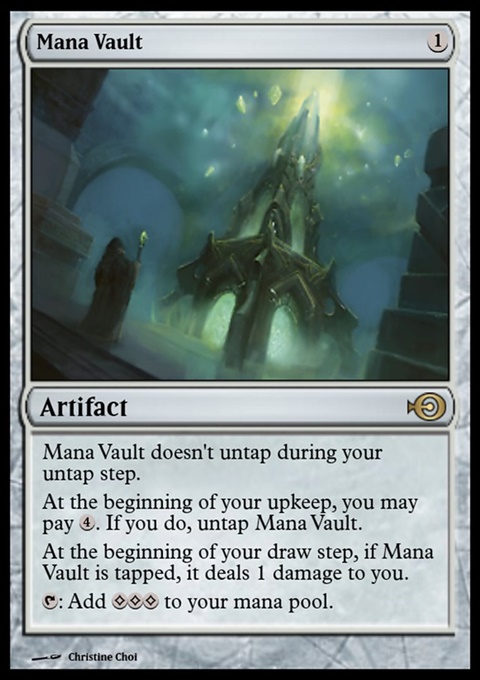 Mana Vault 1
Artifact
Mana Vault doesn't untap during your
untap step.
At the beginning of your upkeep, you may
pay 4. If you do, untap Mana Vault.
At the beginning of your draw step, if Mana
Vault is tapped, it deals 1 damage to you.
: Add to your mana pool.
Christine Choi